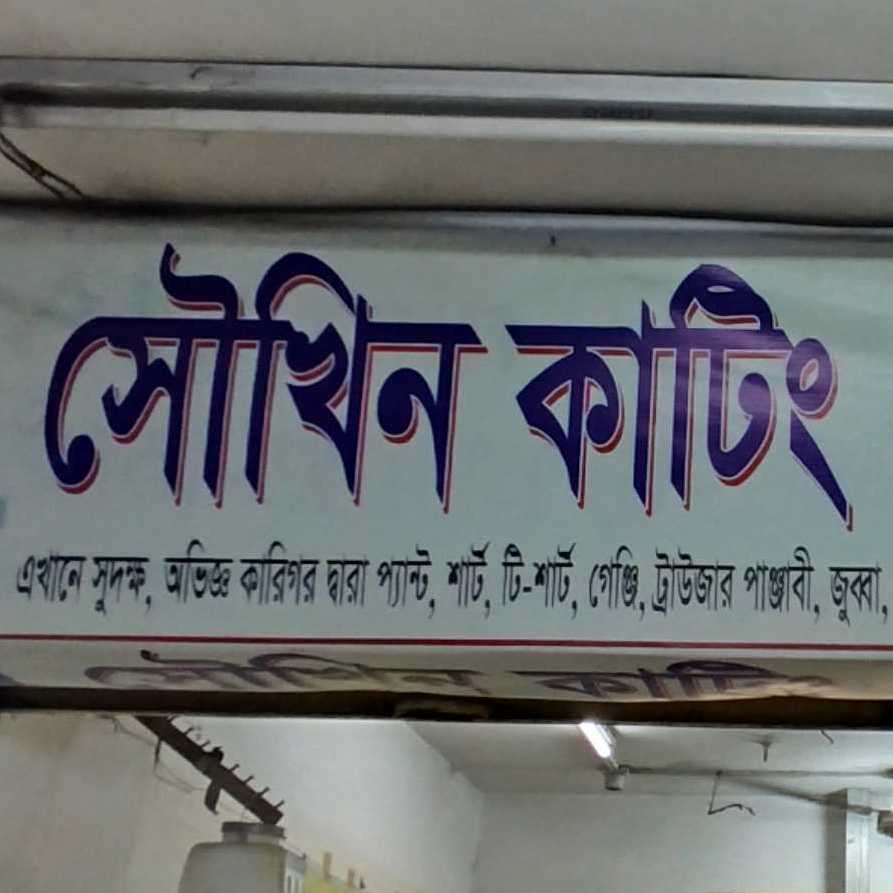 সৌখিন কাটিং
এখানে সুদক্ষ, অভিজ্ঞ কারিগর দ্বারা প্যান্ট, শার্ট, টি-শার্ট, গেঞ্জি, ট্রাউজার পাঞ্জাবী, জুব্বা,